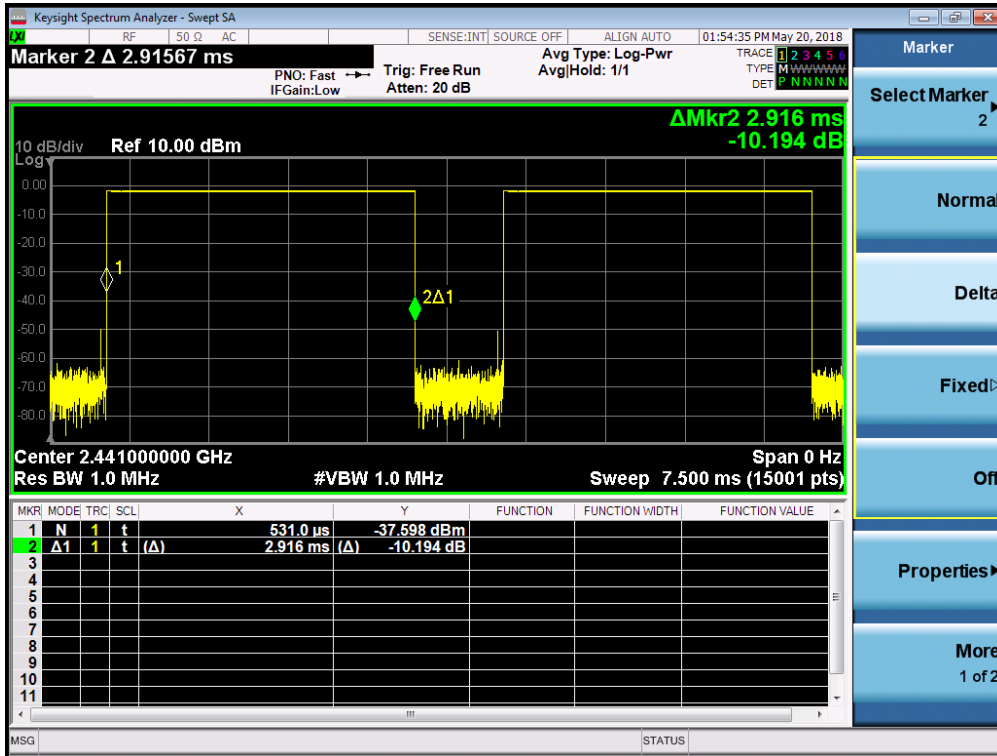 Keysight Spectrum Analyzer - Swept SA
LXI RF 50 Ω AC SENSE:INT SOURCE OFF ALIGN AUTO 01:54:35 PM May 20, 2018
Marker 2 Δ 2.91567 ms
PNO: Fast
IFGain:Low
Trig: Free Run
Atten: 20 dB
Avg Type: Log-Pwr
Avg|Hold: 1/1
TRACE 1 2 3 4 5 6
TYPE M WWWWW
DET P N N N N N
ΔMkr2 2.916 ms
-10.194 dB
10 dB/div Ref 10.00 dBm
Log
0.00
-10.0
-20.0
-30.0
-40.0
-50.0
-60.0
-70.0
-80.0
1
2Δ1
Center 2.441000000 GHz Span 0 Hz
Res BW 1.0 MHz #VBW 1.0 MHz Sweep 7.500 ms (15001 pts)
MKR MODE TRC SCL X Y FUNCTION FUNCTION WIDTH FUNCTION VALUE
1 N 1 t 531.0 µs -37.598 dBm
2 Δ1 1 t (Δ) 2.916 ms (Δ) -10.194 dB
3
4
5
6
7
8
9
10
11
MSG STATUS
Marker
Select Marker
2
Normal
Delta
Fixed
Off
Properties
More
1 of 2